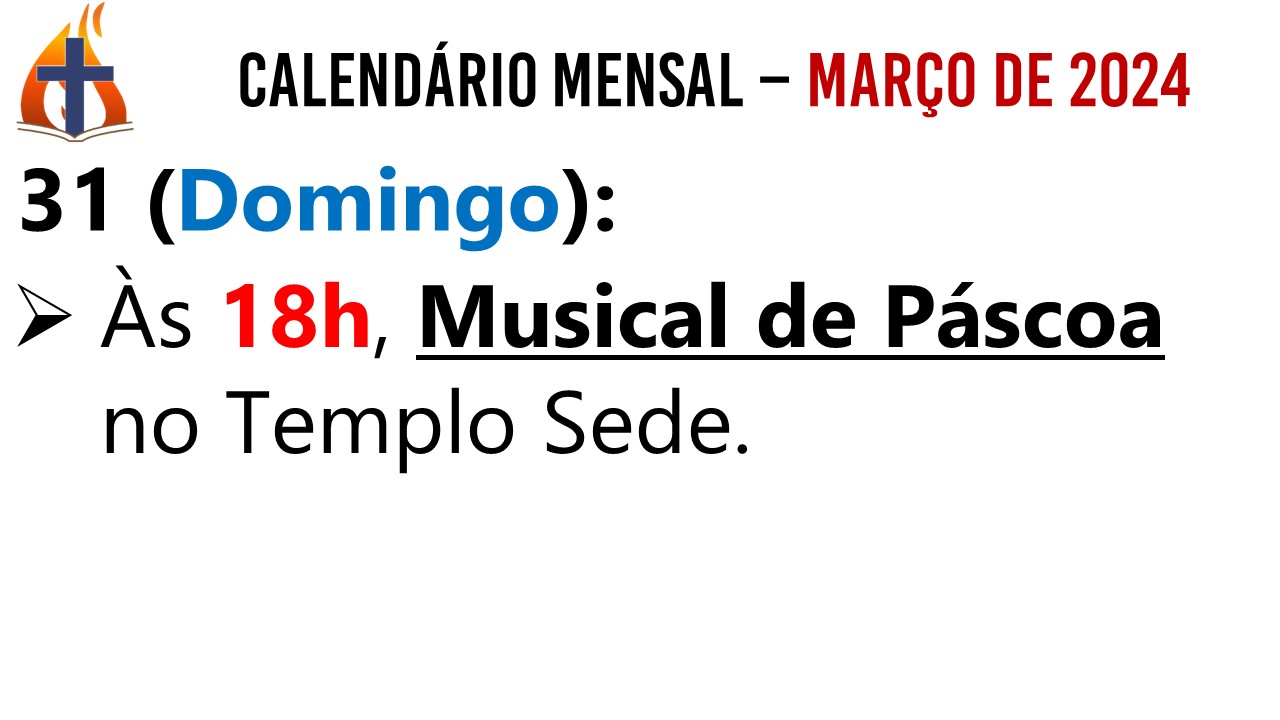 CALENDÁRIO MENSAL – MARÇO DE 2024
31 (Domingo):
➢ Às 18h, Musical de Páscoa
no Templo Sede.